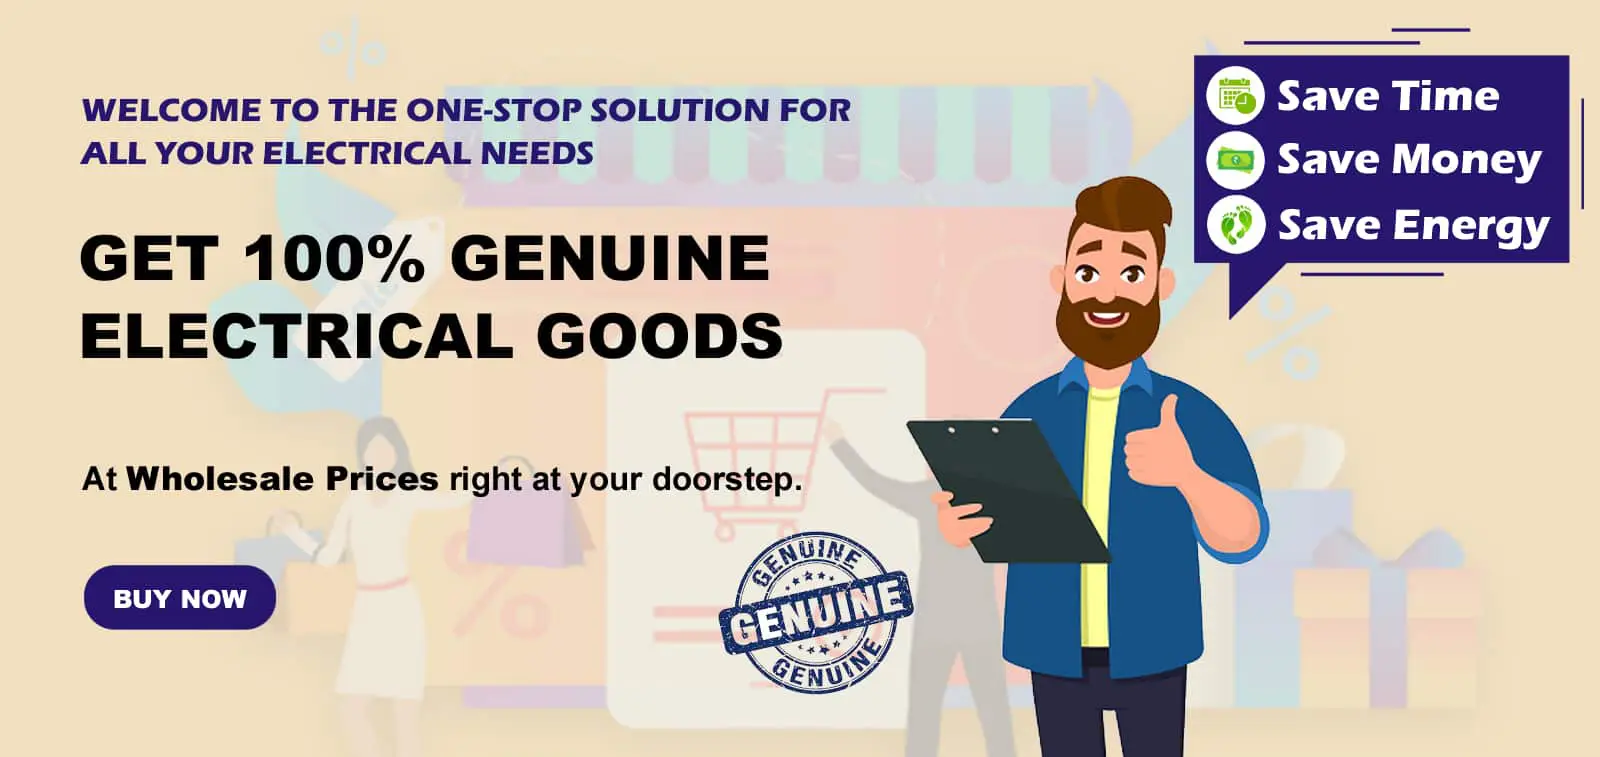 WELCOME TO THE ONE-STOP SOLUTION FOR
ALL YOUR ELECTRICAL NEEDS
GET 100% GENUINE
ELECTRICAL GOODS
At Wholesale Prices right at your doorstep.
BUY NOW
GENUINE
GENUINE
GENUINE
Save Time
Save Money
Save Energy
%
%
%
Sale